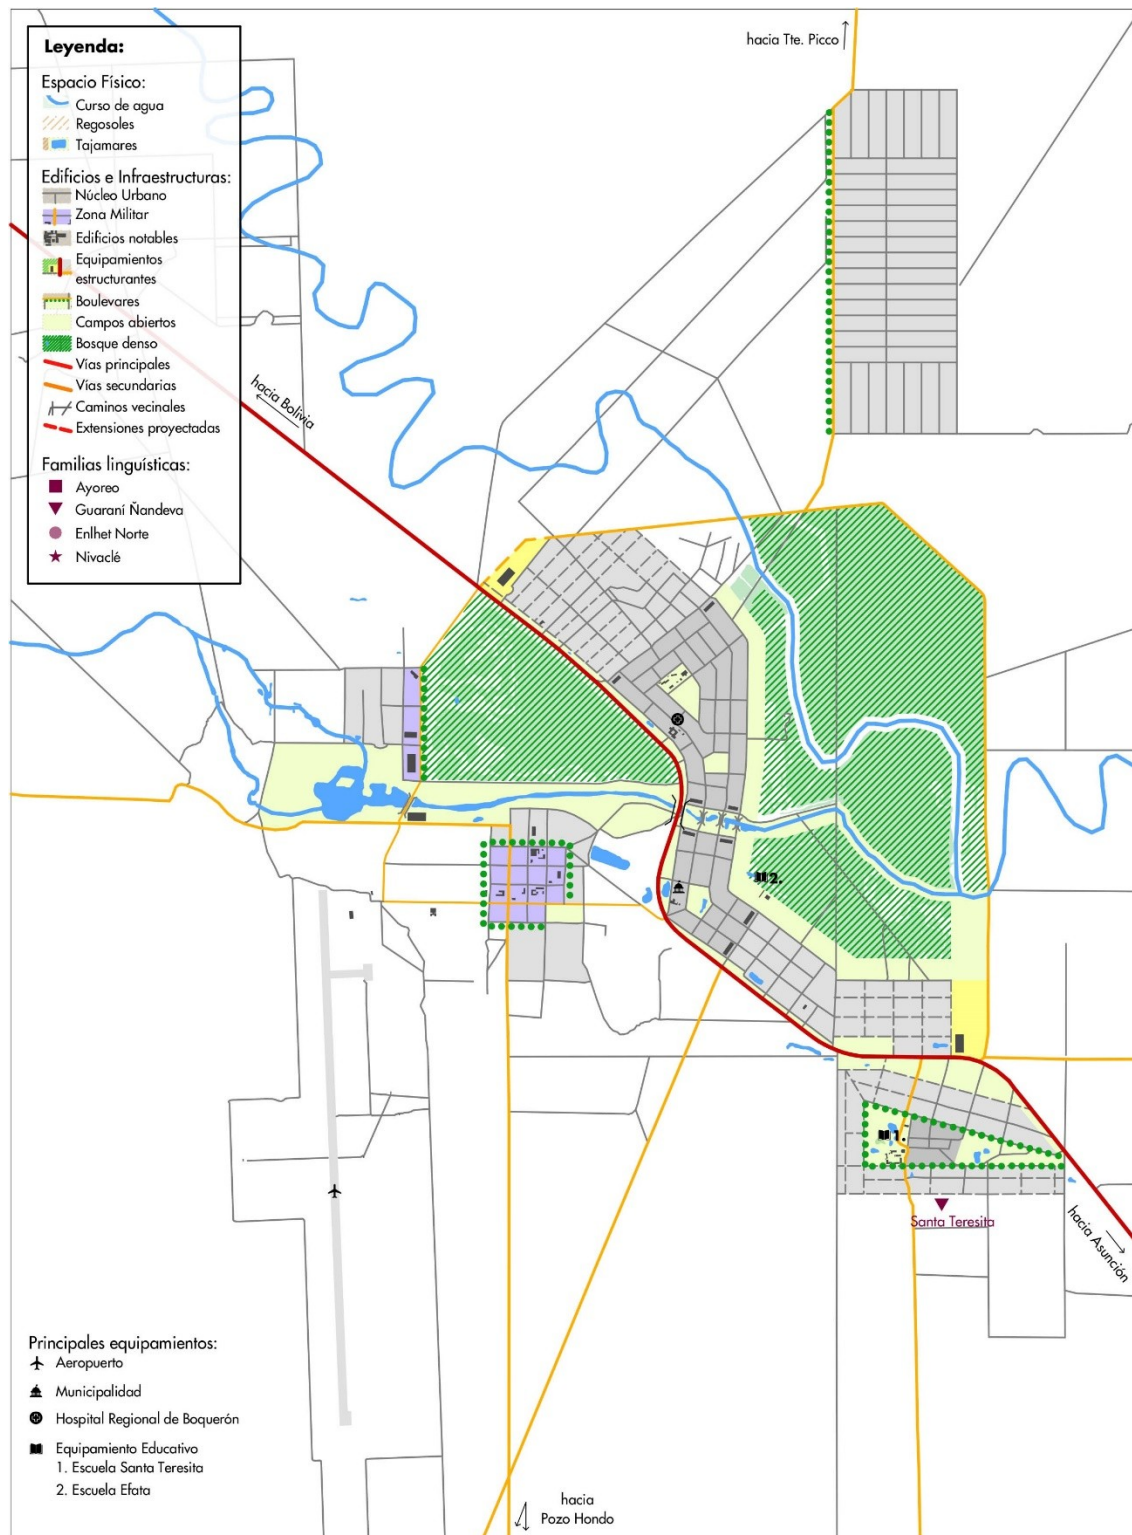 Leyenda:
Espacio Físico:
Curso de agua
Regosoles
Tajamares
Edificios e Infraestructuras:
Núcleo Urbano
Zona Militar
Edificios notables
Equipamientos
estructurantes
Boulevares
Campos abiertos
Bosque denso
Vías principales
Vías secundarias
Caminos vecinales
Extensiones proyectadas
Familias linguísticas:
Ayoreo
Guaraní Ñandeva
Enlhet Norte
Nivaclé
hacia Tte. Picco
hacia Bolivia
2.
1.
Santa Teresita
hacia Asunción
Principales equipamientos:
Aeropuerto
Municipalidad
Hospital Regional de Boquerón
Equipamiento Educativo
1. Escuela Santa Teresita
2. Escuela Efata
hacia
Pozo Hondo